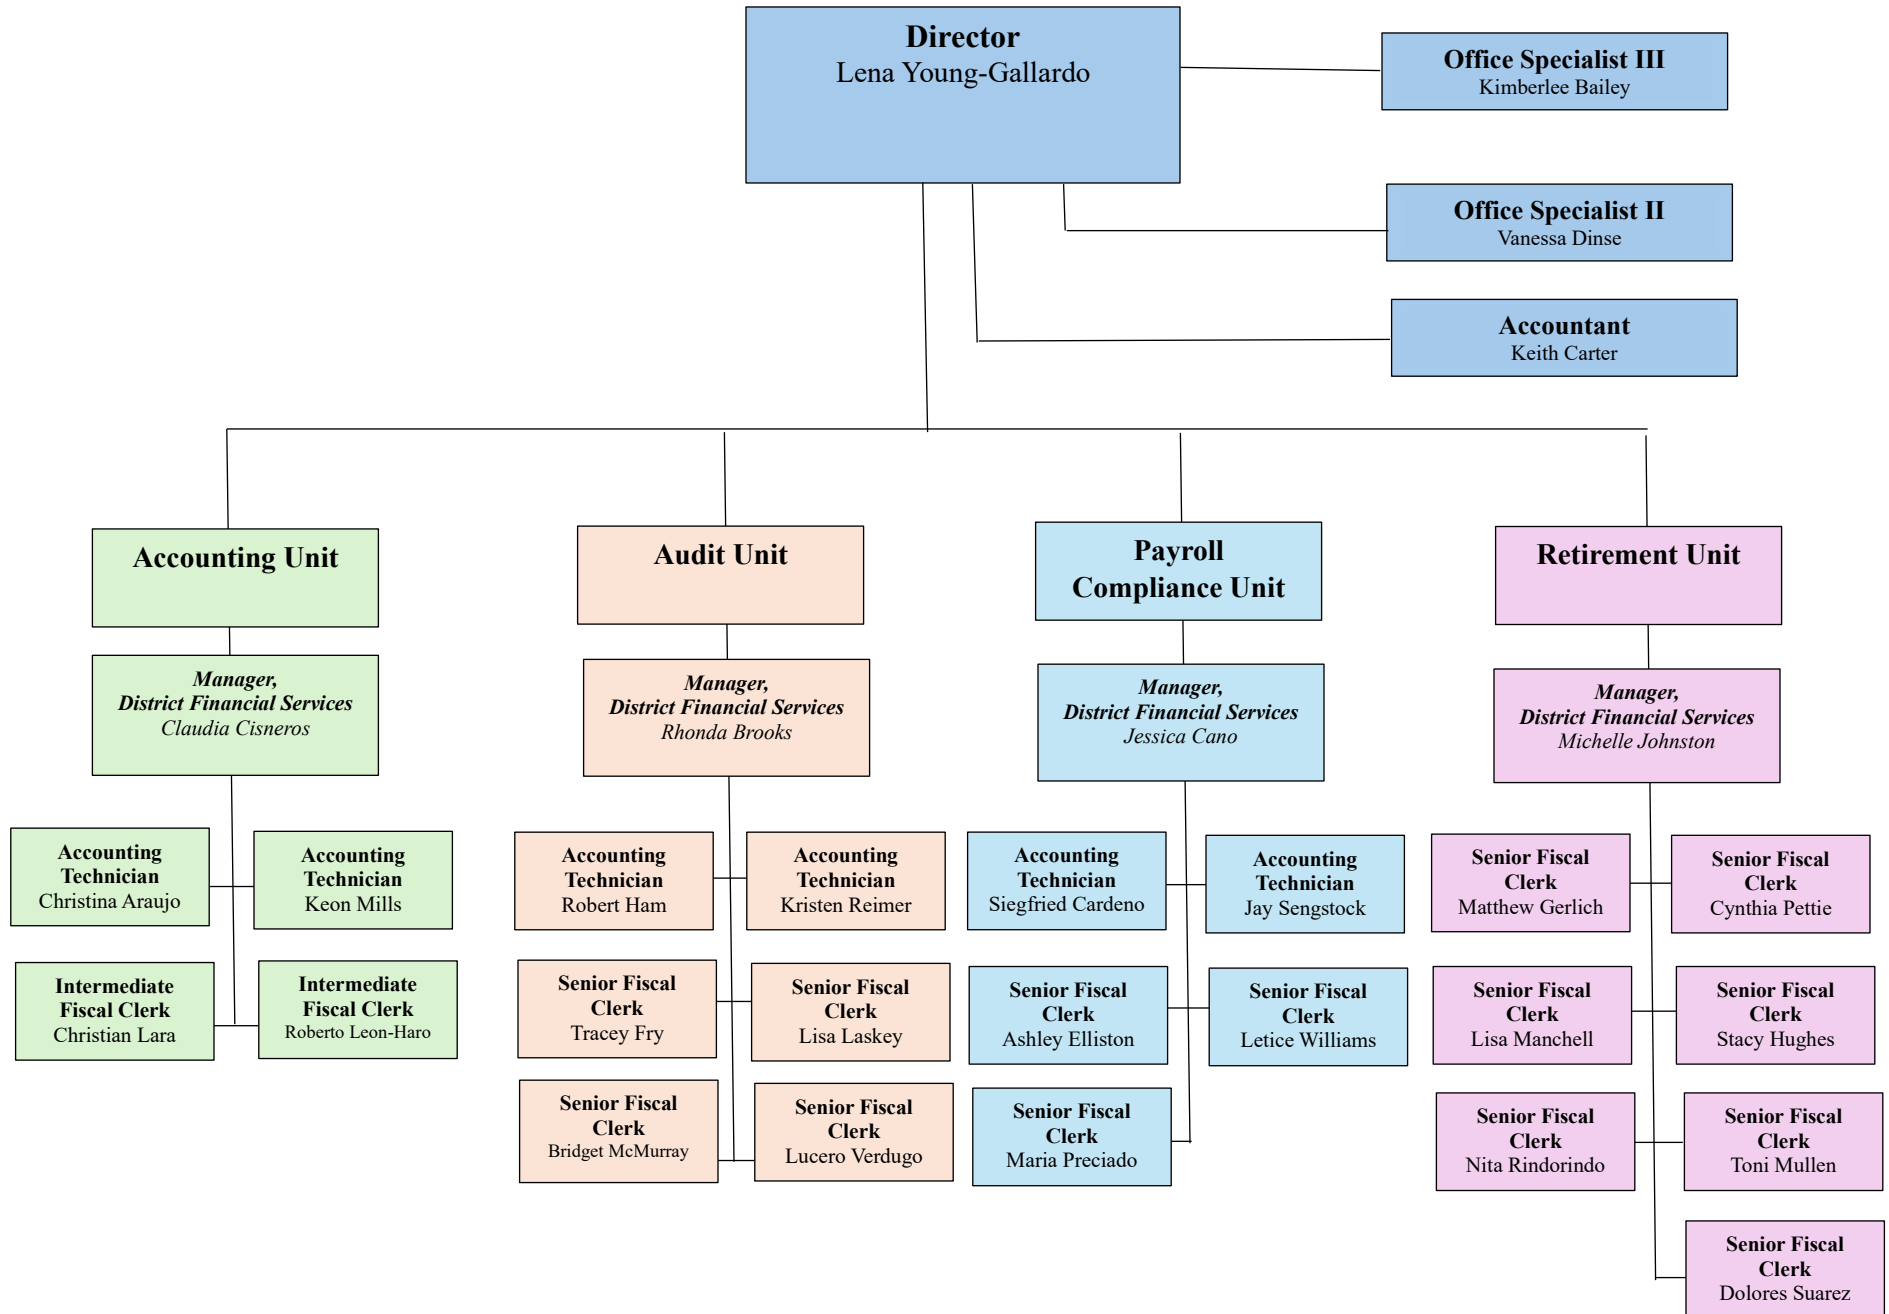 Director
Lena Young-Gallardo
Office Specialist III
Kimberlee Bailey
Office Specialist II
Vanessa Dinse
Accountant
Keith Carter
Accounting Unit
Manager,
District Financial Services
Claudia Cisneros
Accounting
Technician
Christina Araujo
Accounting
Technician
Keon Mills
Intermediate
Fiscal Clerk
Christian Lara
Intermediate
Fiscal Clerk
Roberto Leon-Haro
Audit Unit
Manager,
District Financial Services
Rhonda Brooks
Accounting
Technician
Robert Ham
Accounting
Technician
Kristen Reimer
Senior Fiscal
Clerk
Tracey Fry
Senior Fiscal
Clerk
Lisa Laskey
Senior Fiscal
Clerk
Bridget McMurray
Senior Fiscal
Clerk
Lucero Verdugo
Payroll
Compliance Unit
Manager,
District Financial Services
Jessica Cano
Accounting
Technician
Siegfried Cardeno
Accounting
Technician
Jay Sengstock
Senior Fiscal
Clerk
Ashley Elliston
Senior Fiscal
Clerk
Letice Williams
Senior Fiscal
Clerk
Maria Preciado
Retirement Unit
Manager,
District Financial Services
Michelle Johnston
Senior Fiscal
Clerk
Matthew Gerlich
Senior Fiscal
Clerk
Cynthia Pettie
Senior Fiscal
Clerk
Lisa Manchell
Senior Fiscal
Clerk
Stacy Hughes
Senior Fiscal
Clerk
Nita Rindorindo
Senior Fiscal
Clerk
Toni Mullen
Senior Fiscal
Clerk
Dolores Suarez